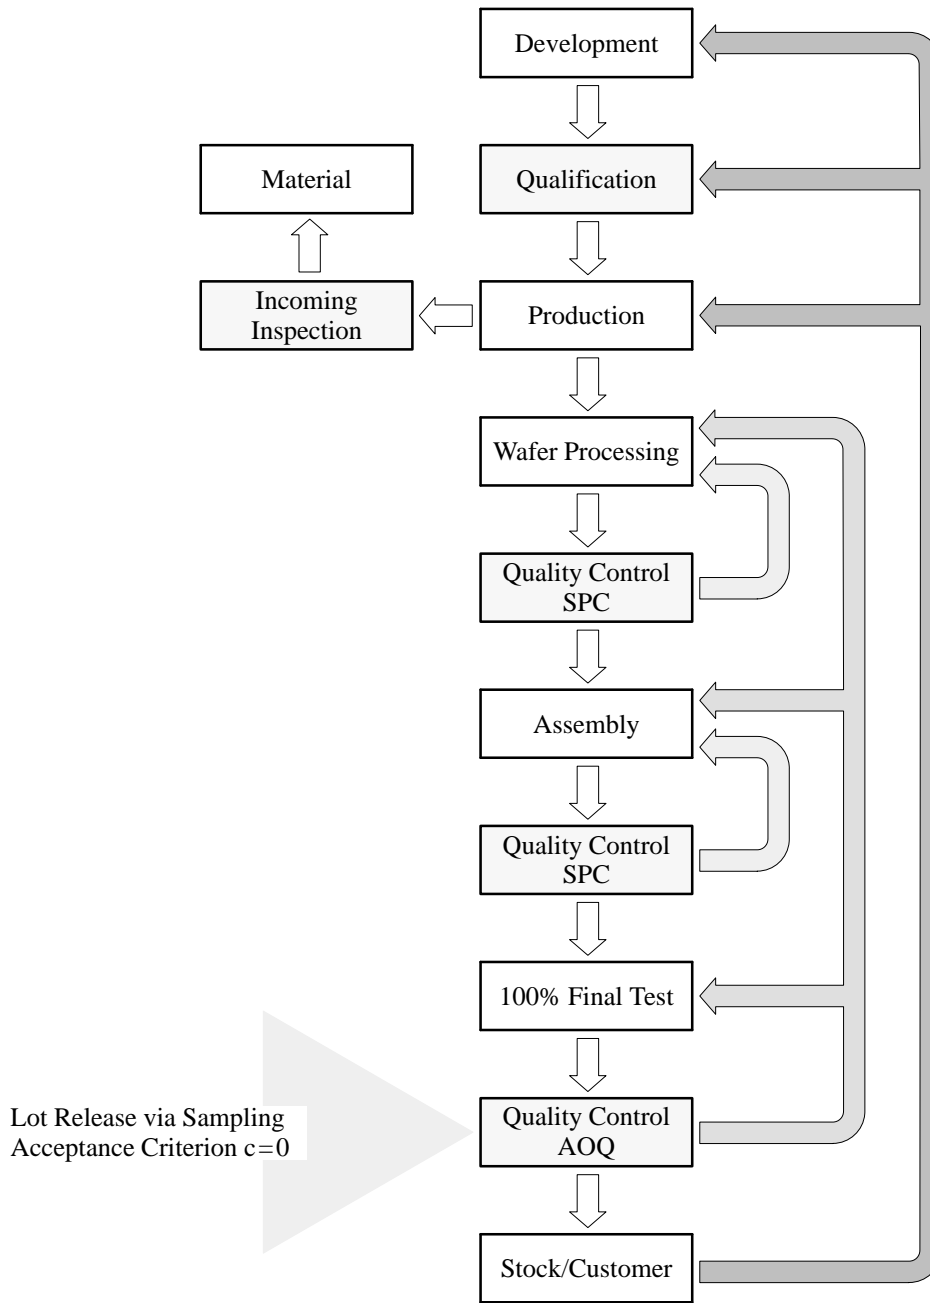 Development
Material
Qualification
Incoming
Inspection
Production
Wafer Processing
Quality Control
SPC
Assembly
Quality Control
SPC
100% Final Test
Lot Release via Sampling
Acceptance Criterion c=0
Quality Control
AOQ
Stock/Customer